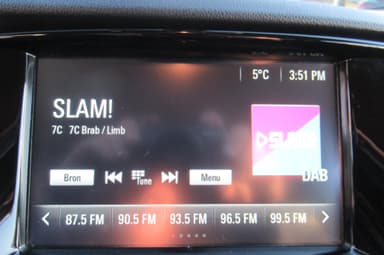 5°C 3:51 PM
SLAM!
7C 7C Brab / Limb
Bron Tune Menu
DAB
87.5 FM 90.5 FM 93.5 FM 96.5 FM 99.5 FM